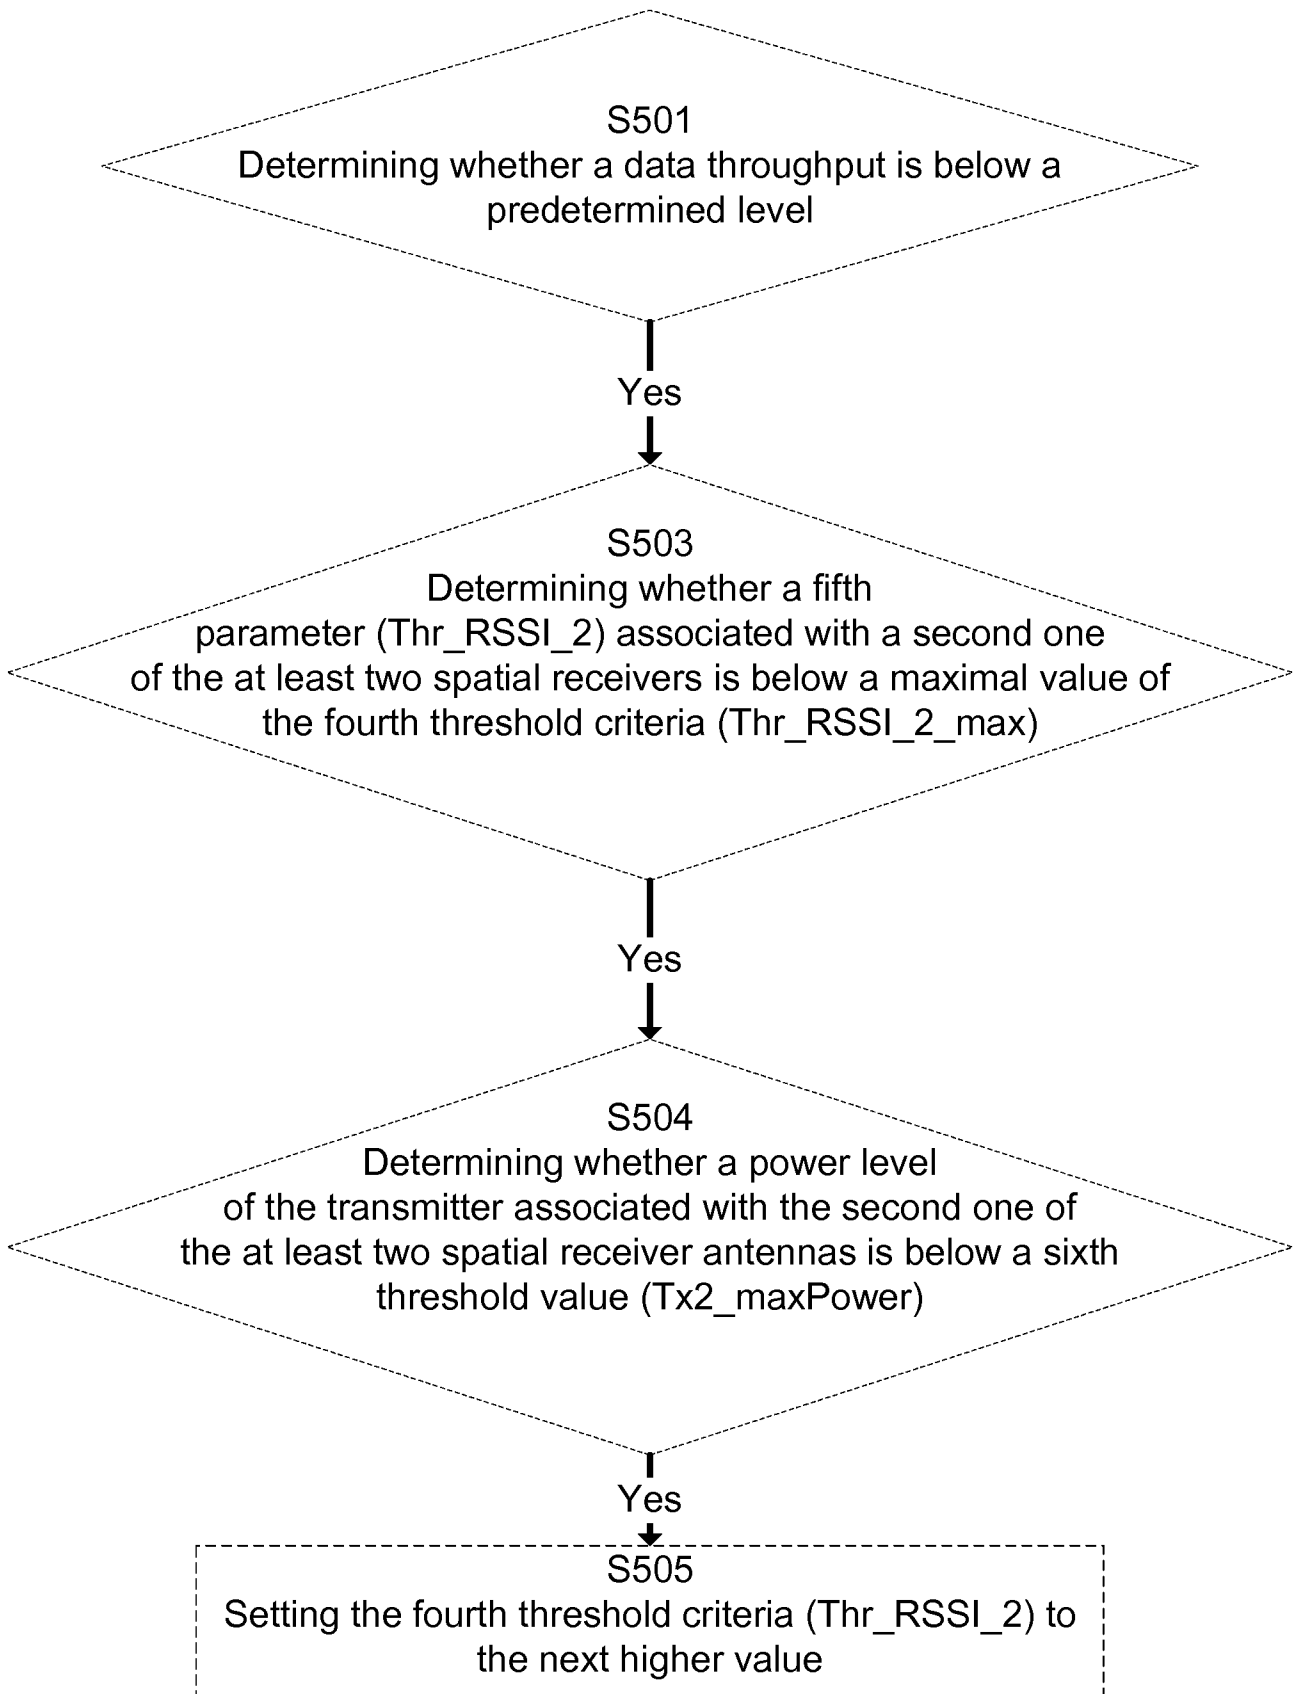 S501
Determining whether a data throughput is below a
predetermined level
Yes
S503
Determining whether a fifth
parameter (Thr_RSSI_2) associated with a second one
of the at least two spatial receivers is below a maximal value of
the fourth threshold criteria (Thr_RSSI_2_max)
Yes
S504
Determining whether a power level
of the transmitter associated with the second one of
the at least two spatial receiver antennas is below a sixth
threshold value (Tx2_maxPower)
Yes
S505
Setting the fourth threshold criteria (Thr_RSSI_2) to
the next higher value